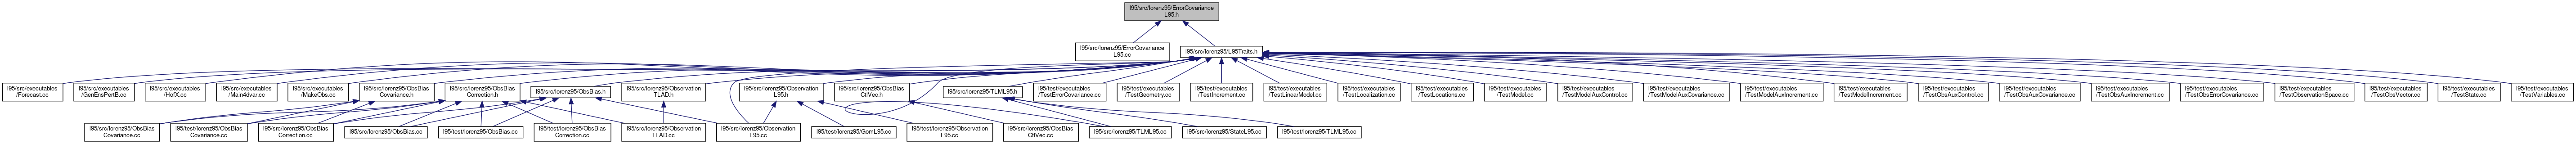 l95/src/lorenz95/ErrorCovariance
L95.h
l95/src/lorenz95/ErrorCovariance
L95.cc
l95/src/lorenz95/L95Traits.h
l95/src/executables
/Forecast.cc
l95/src/executables
/GenEnsPertB.cc
l95/src/executables
/HofX.cc
l95/src/executables
/Main4dvar.cc
l95/src/executables
/MakeObs.cc
l95/src/lorenz95/ObsBias
Covariance.h
l95/src/lorenz95/ObsBias
Correction.h
l95/src/lorenz95/ObsBias.h
l95/src/lorenz95/Observation
TLAD.h
l95/src/lorenz95/Observation
L95.h
l95/src/lorenz95/ObsBias
CtlVec.h
l95/src/lorenz95/TLML95.h
l95/test/executables
/TestErrorCovariance.cc
l95/test/executables
/TestGeometry.cc
l95/test/executables
/TestIncrement.cc
l95/test/executables
/TestLinearModel.cc
l95/test/executables
/TestLocalization.cc
l95/test/executables
/TestLocations.cc
l95/test/executables
/TestModel.cc
l95/test/executables
/TestModelAuxControl.cc
l95/test/executables
/TestModelAuxCovariance.cc
l95/test/executables
/TestModelAuxIncrement.cc
l95/test/executables
/TestModelIncrement.cc
l95/test/executables
/TestObsAuxControl.cc
l95/test/executables
/TestObsAuxCovariance.cc
l95/test/executables
/TestObsAuxIncrement.cc
l95/test/executables
/TestObsErrorCovariance.cc
l95/test/executables
/TestObservationSpace.cc
l95/test/executables
/TestObsVector.cc
l95/test/executables
/TestState.cc
l95/test/executables
/TestVariables.cc
l95/src/lorenz95/ObsBias
Covariance.cc
l95/test/lorenz95/ObsBias
Covariance.cc
l95/src/lorenz95/ObsBias
Correction.cc
l95/src/lorenz95/ObsBias.cc
l95/test/lorenz95/ObsBias.cc
l95/test/lorenz95/ObsBias
Correction.cc
l95/src/lorenz95/Observation
TLAD.cc
l95/src/lorenz95/Observation
L95.cc
l95/test/lorenz95/GomL95.cc
l95/test/lorenz95/Observation
L95.cc
l95/src/lorenz95/ObsBias
CtlVec.cc
l95/src/lorenz95/TLML95.cc
l95/src/lorenz95/StateL95.cc
l95/test/lorenz95/TLML95.cc